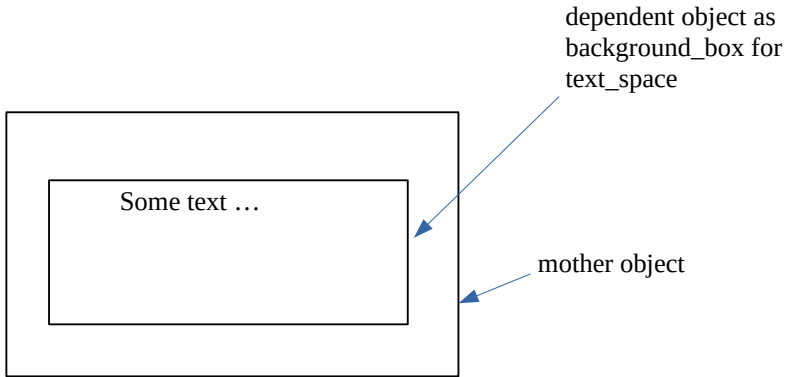 dependent object as
background_box for
text_space
Some text …
mother object